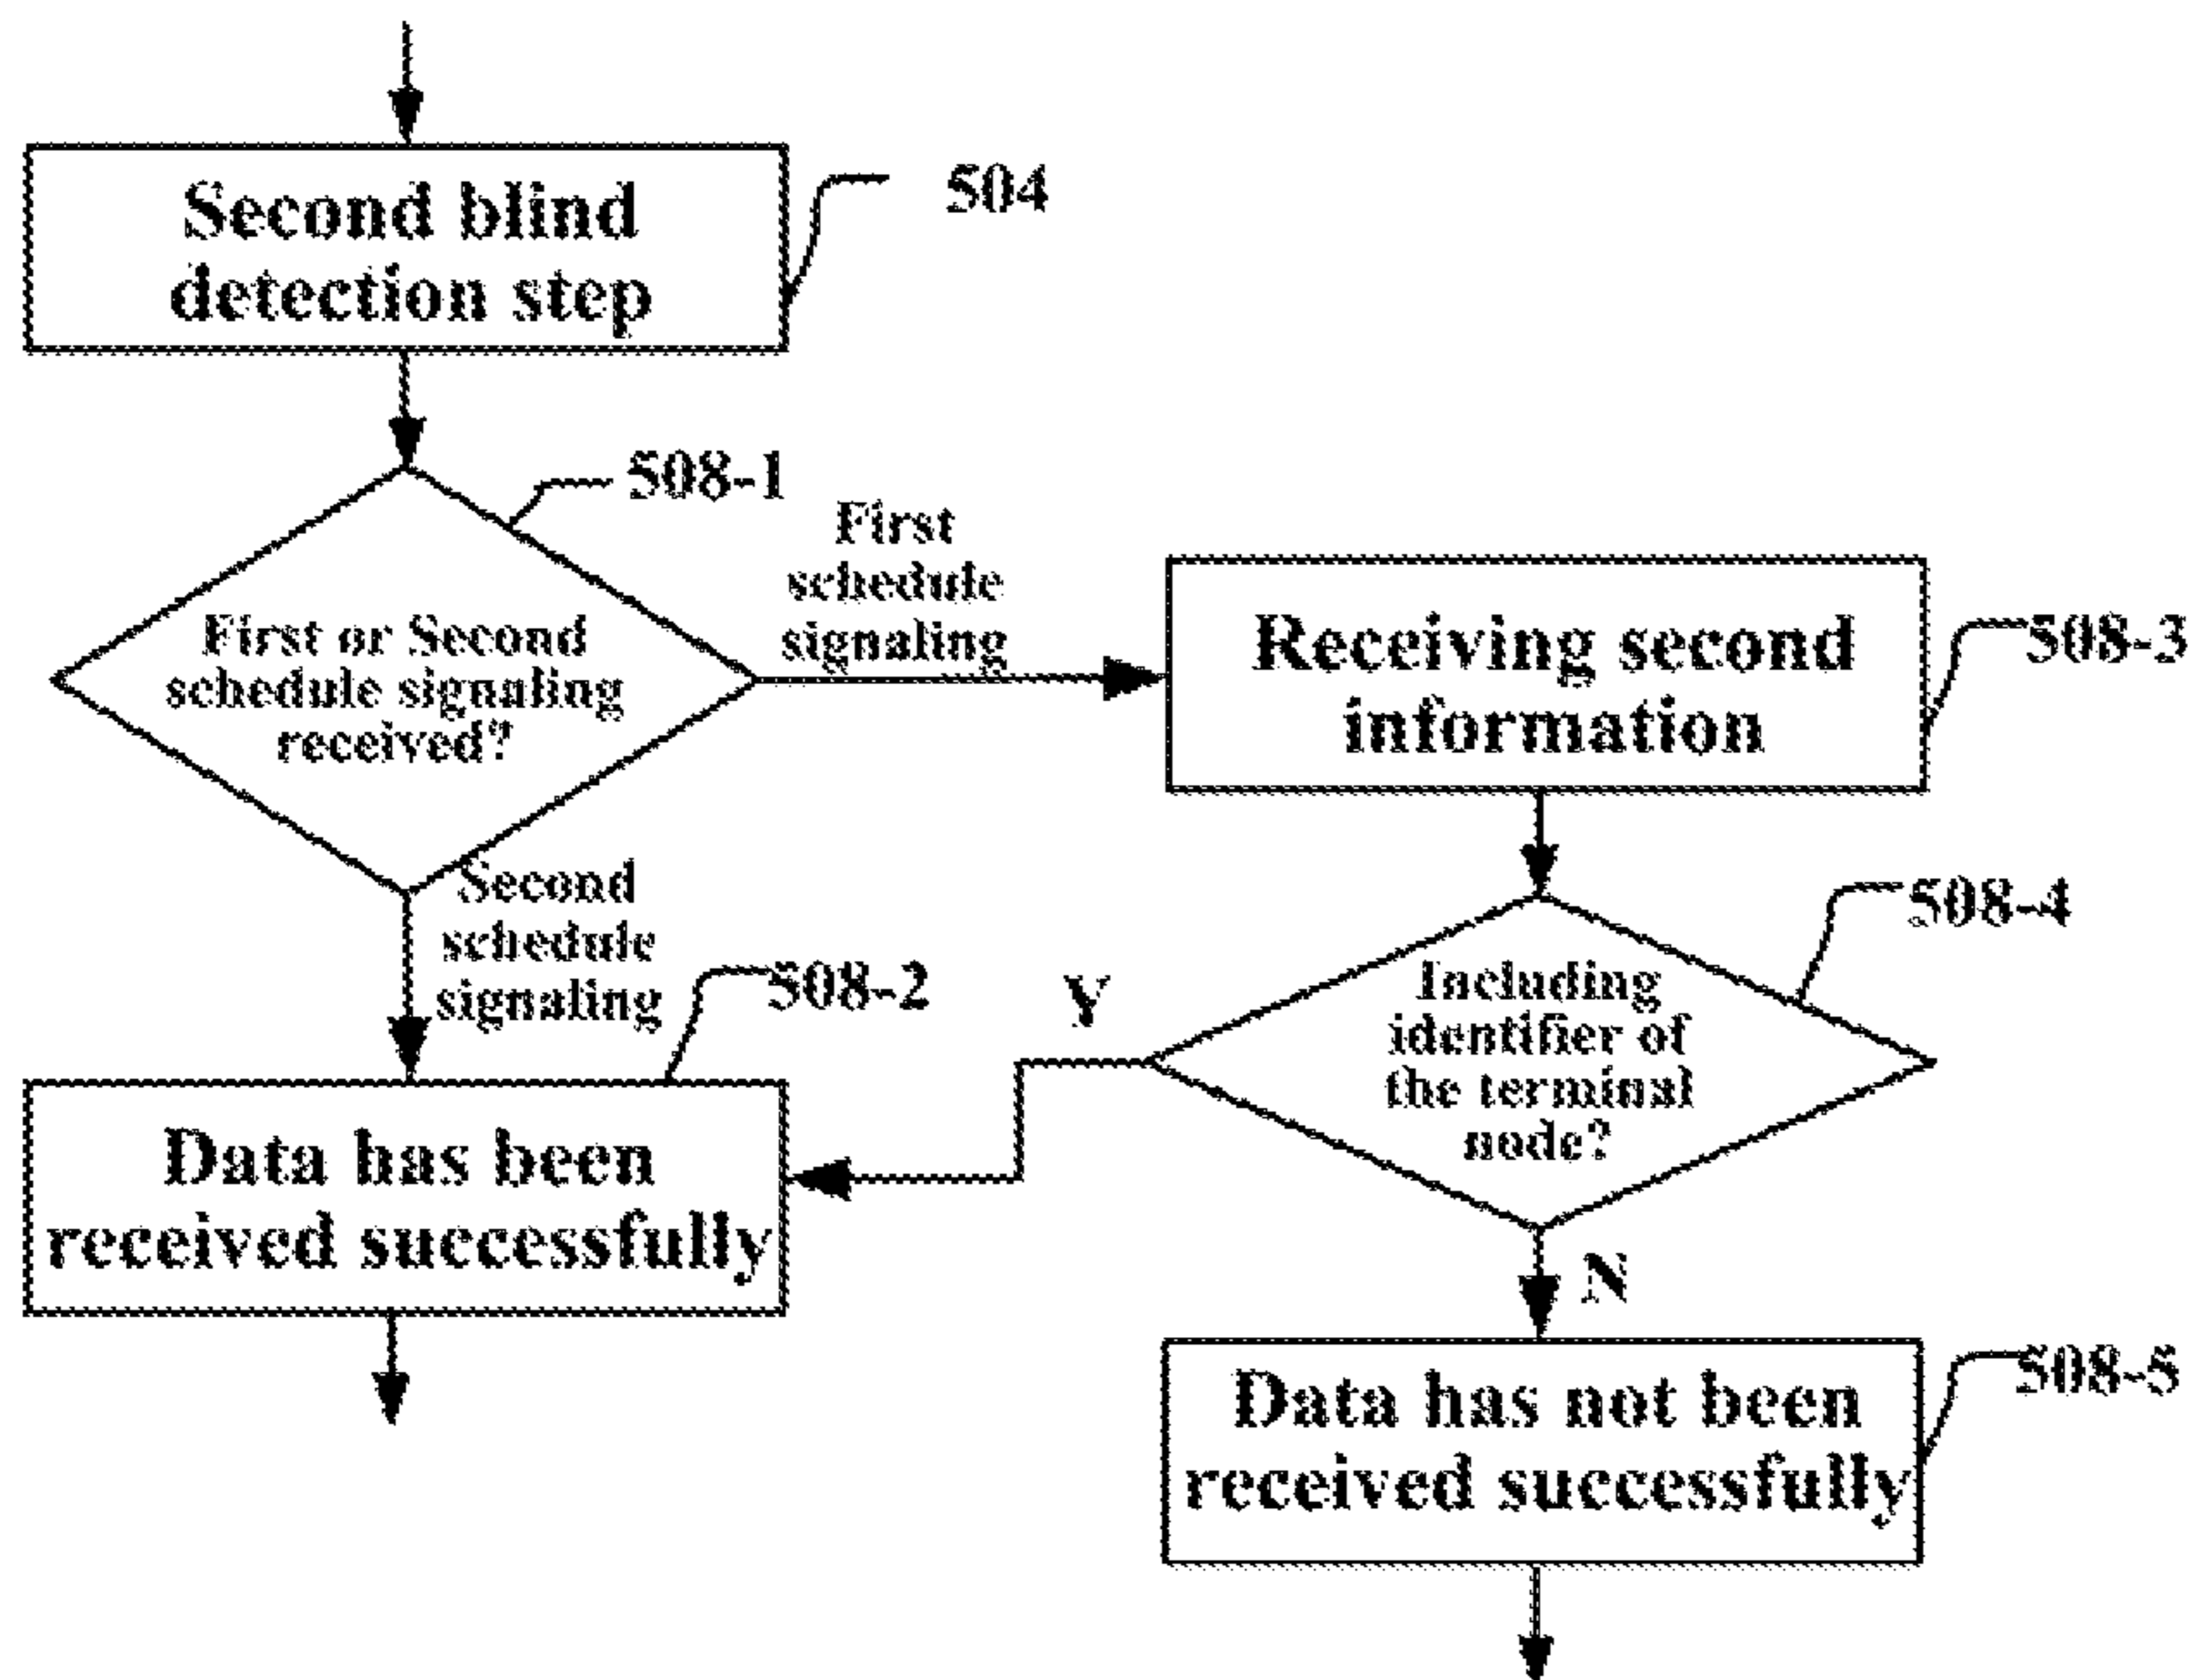 Second blind
detection step
504
508-1
First or Second
schedule signaling
received?
First
schedule
signaling
Receiving second
information
508-3
Second
schedule
signaling
508-2
Data has been
received successfully
508-4
Including
identifier of
the terminal
node?
Y
N
Data has not been
received successfully
508-5